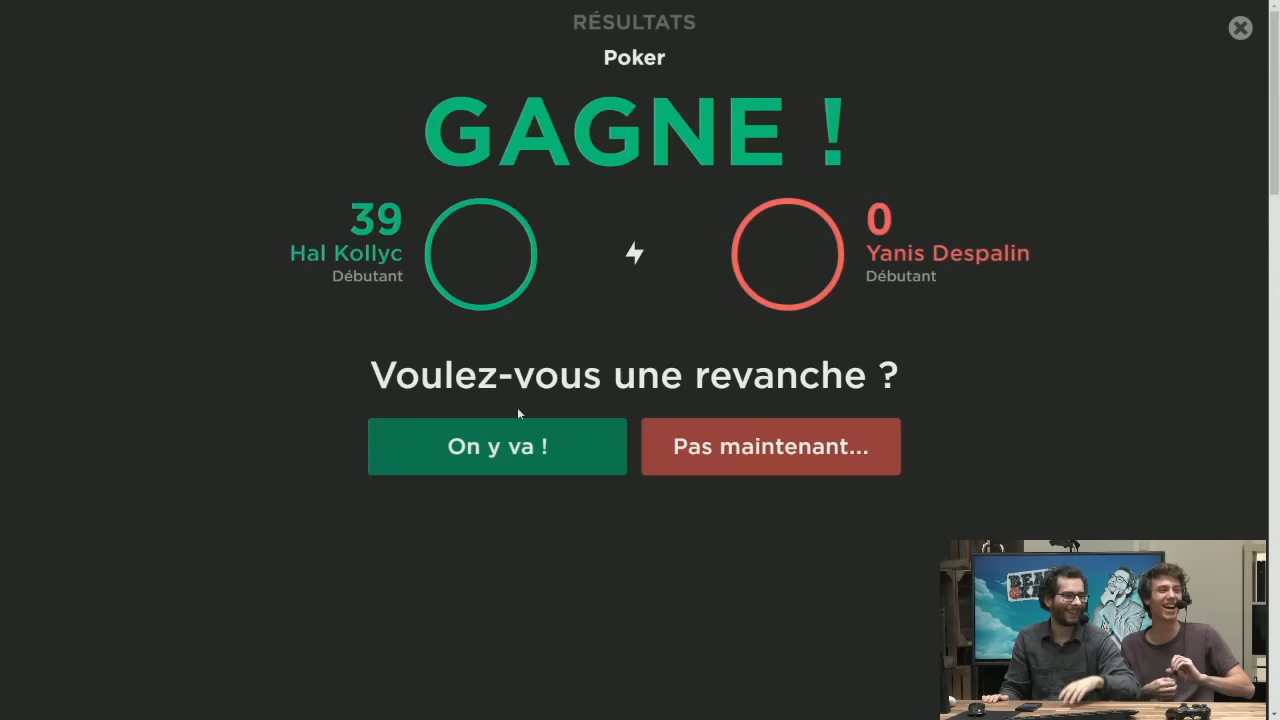 RÉSULTATS
Poker
GAGNE !
39
Hal Kollyc
Débutant
0
Yanis Despalin
Débutant
Voulez-vous une revanche ?
On y va !
Pas maintenant...